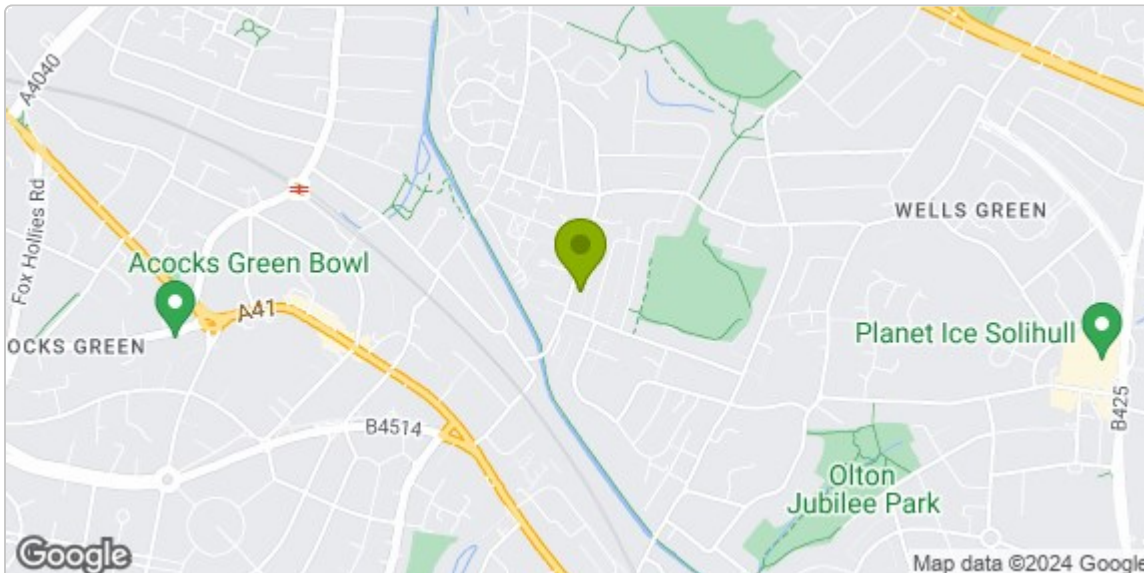 A4040
Fox Hollies Rd
WELLS GREEN
Acocks Green Bowl
A41
OCKS GREEN
Planet Ice Solihull
B4514
B425
Olton
Jubilee Park
Google
Map data ©2024 Google